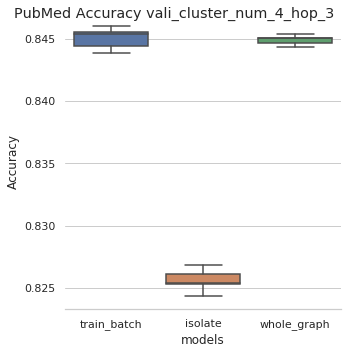 PubMed Accuracy vali_cluster_num_4_hop_3
0.845
0.840
0.835
0.830
0.825
Accuracy
train_batch
isolate
whole_graph
models